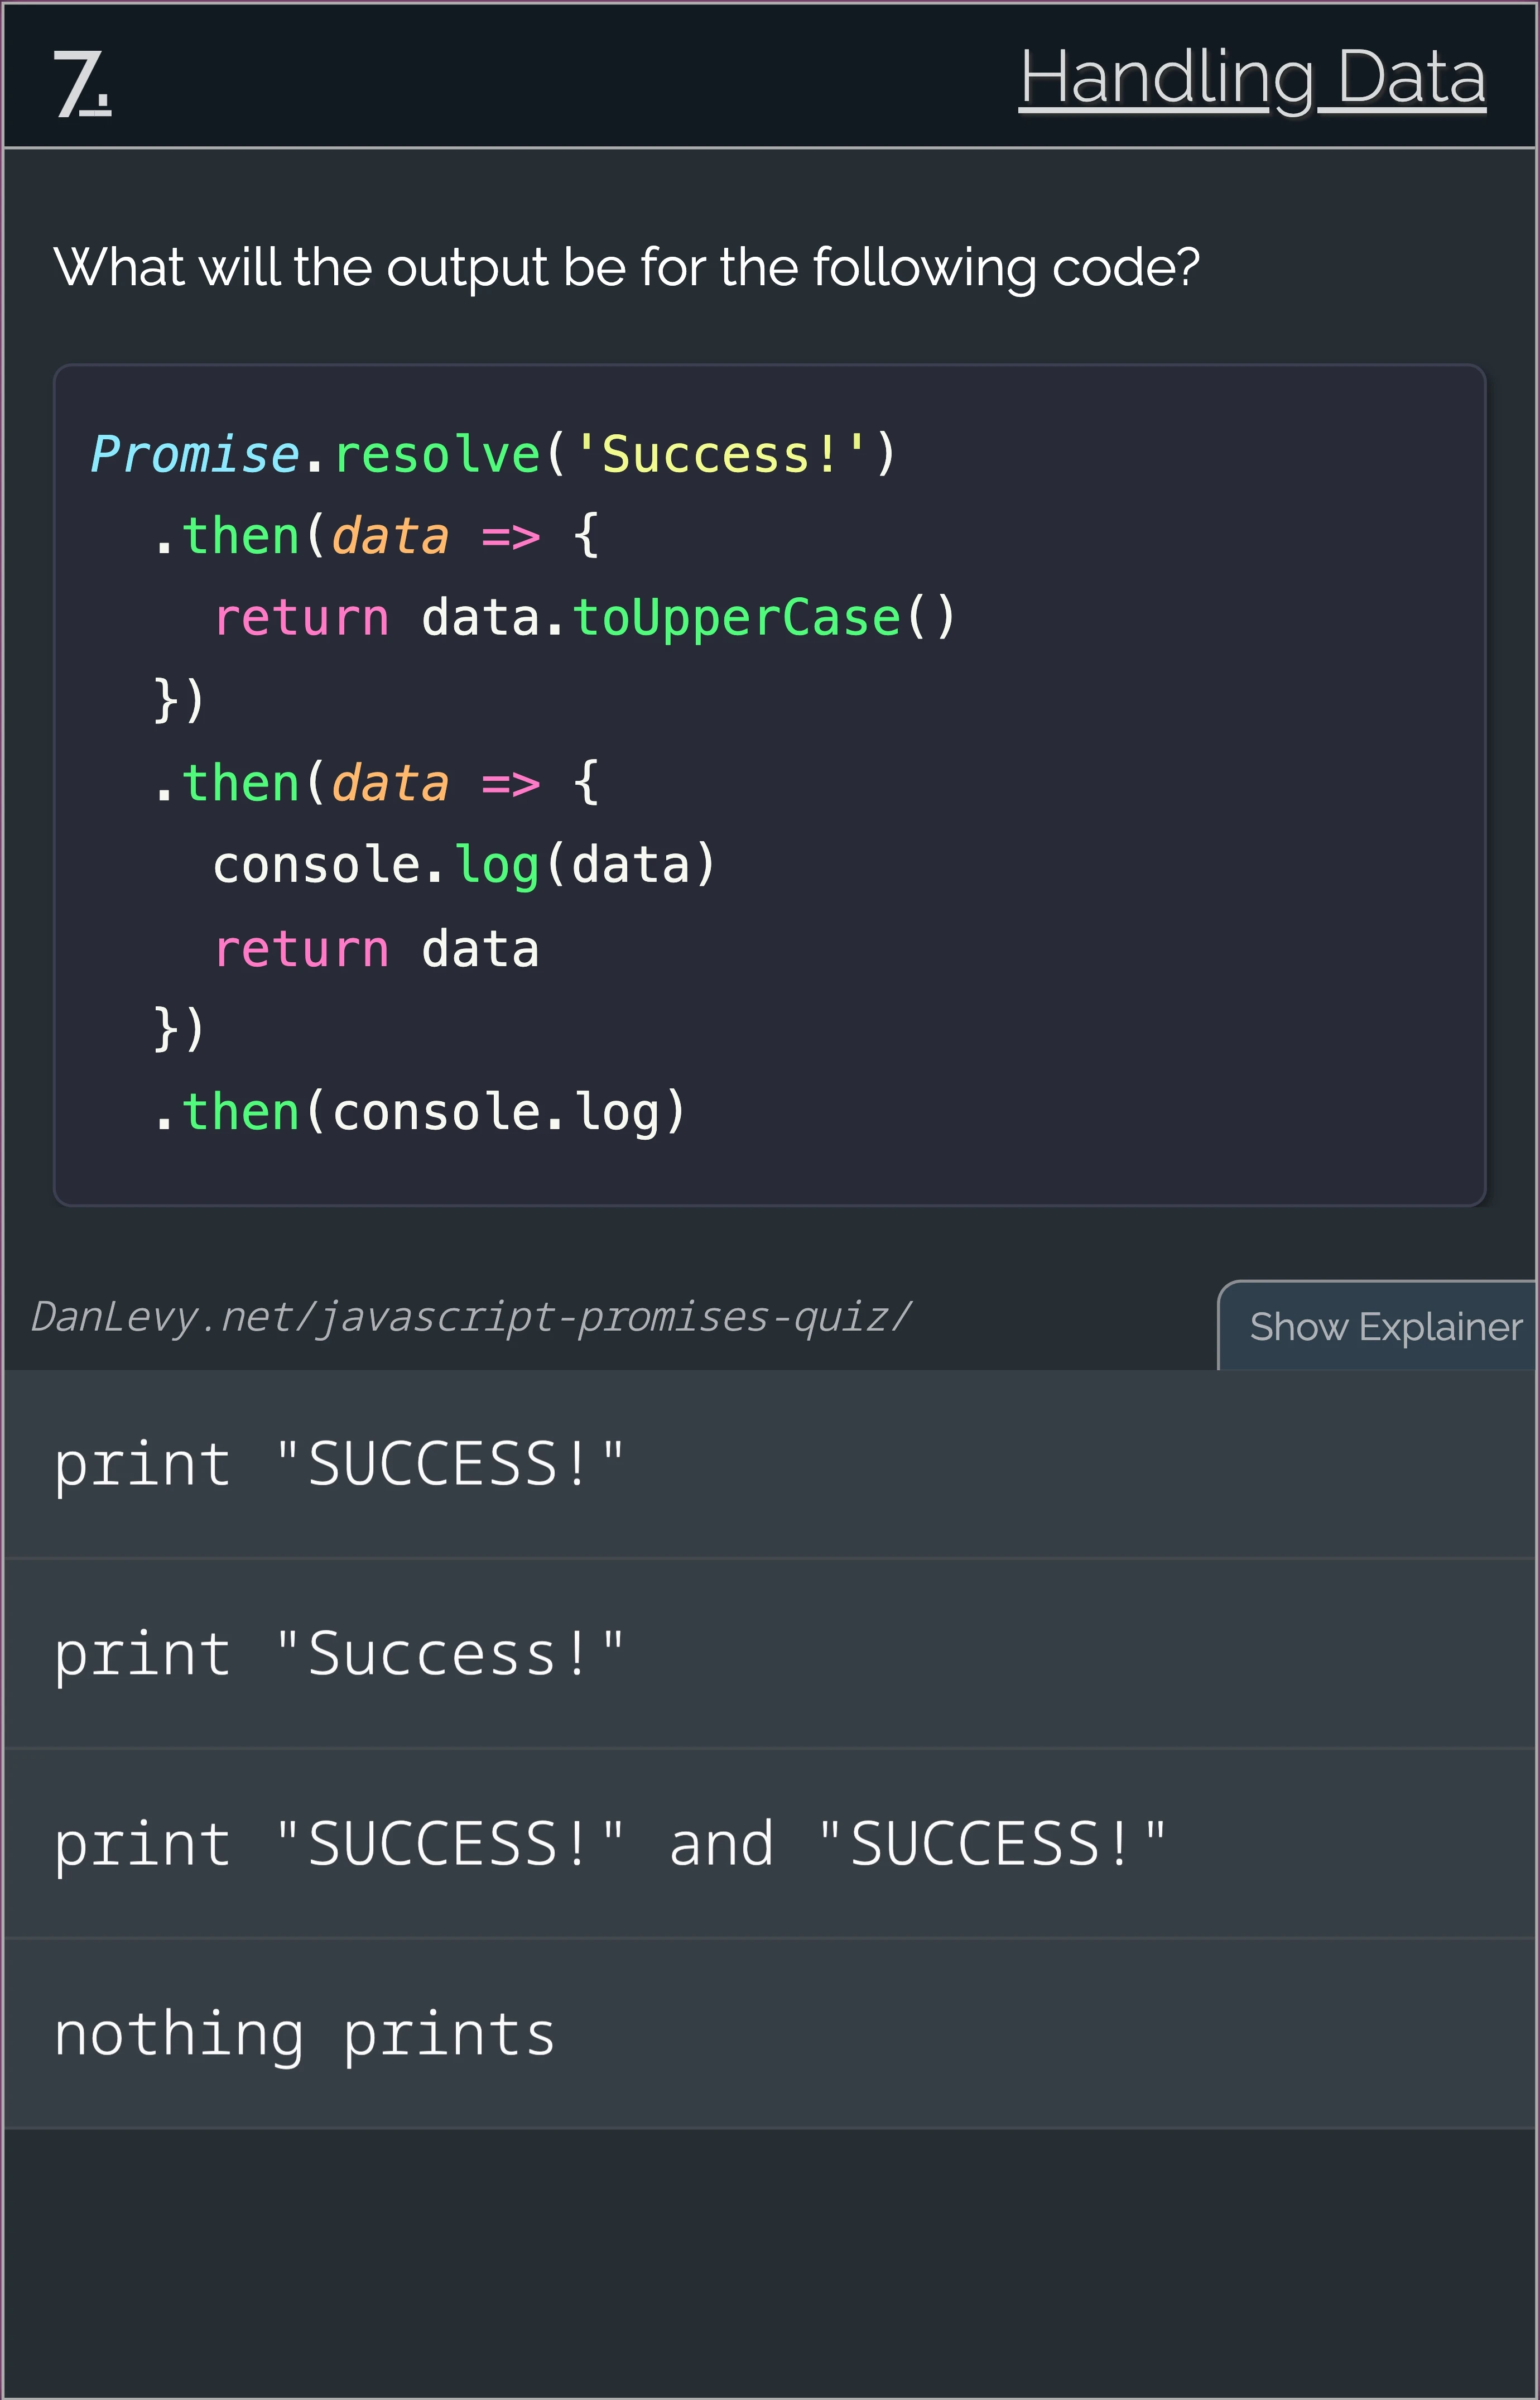 7.
Handling Data
What will the output be for the following code?
Promise.resolve('Success!')
  .then(data => {
    return data.toUpperCase()
  })
  .then(data => {
    console.log(data)
    return data
  })
  .then(console.log)
DanLevy.net/javascript-promises-quiz/
Show Explainer
print "SUCCESS!"
print "Success!"
print "SUCCESS!" and "SUCCESS!"
nothing prints